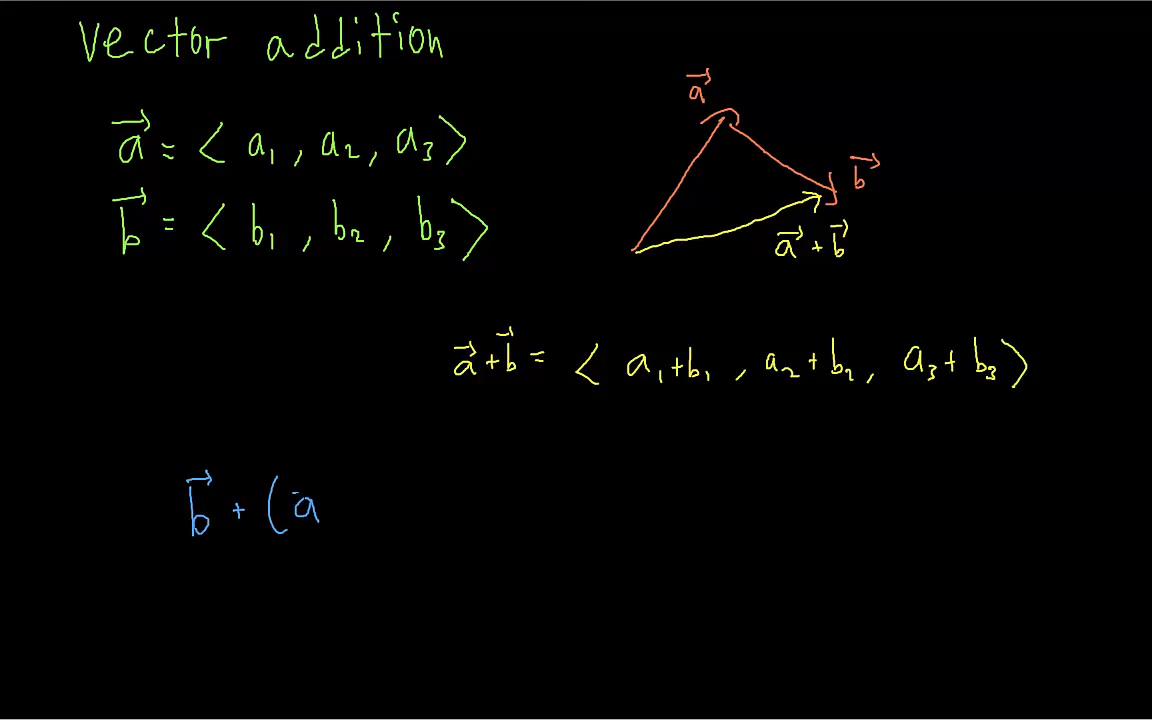 vector addition
a⃗ = ⟨ a₁ , a₂ , a₃ ⟩
b⃗ = ⟨ b₁ , b₂ , b₃ ⟩
a⃗
b⃗
a⃗ + b⃗
a⃗ + b⃗ = ⟨ a₁ + b₁ , a₂ + b₂ , a₃ + b₃ ⟩
b⃗ + ( a